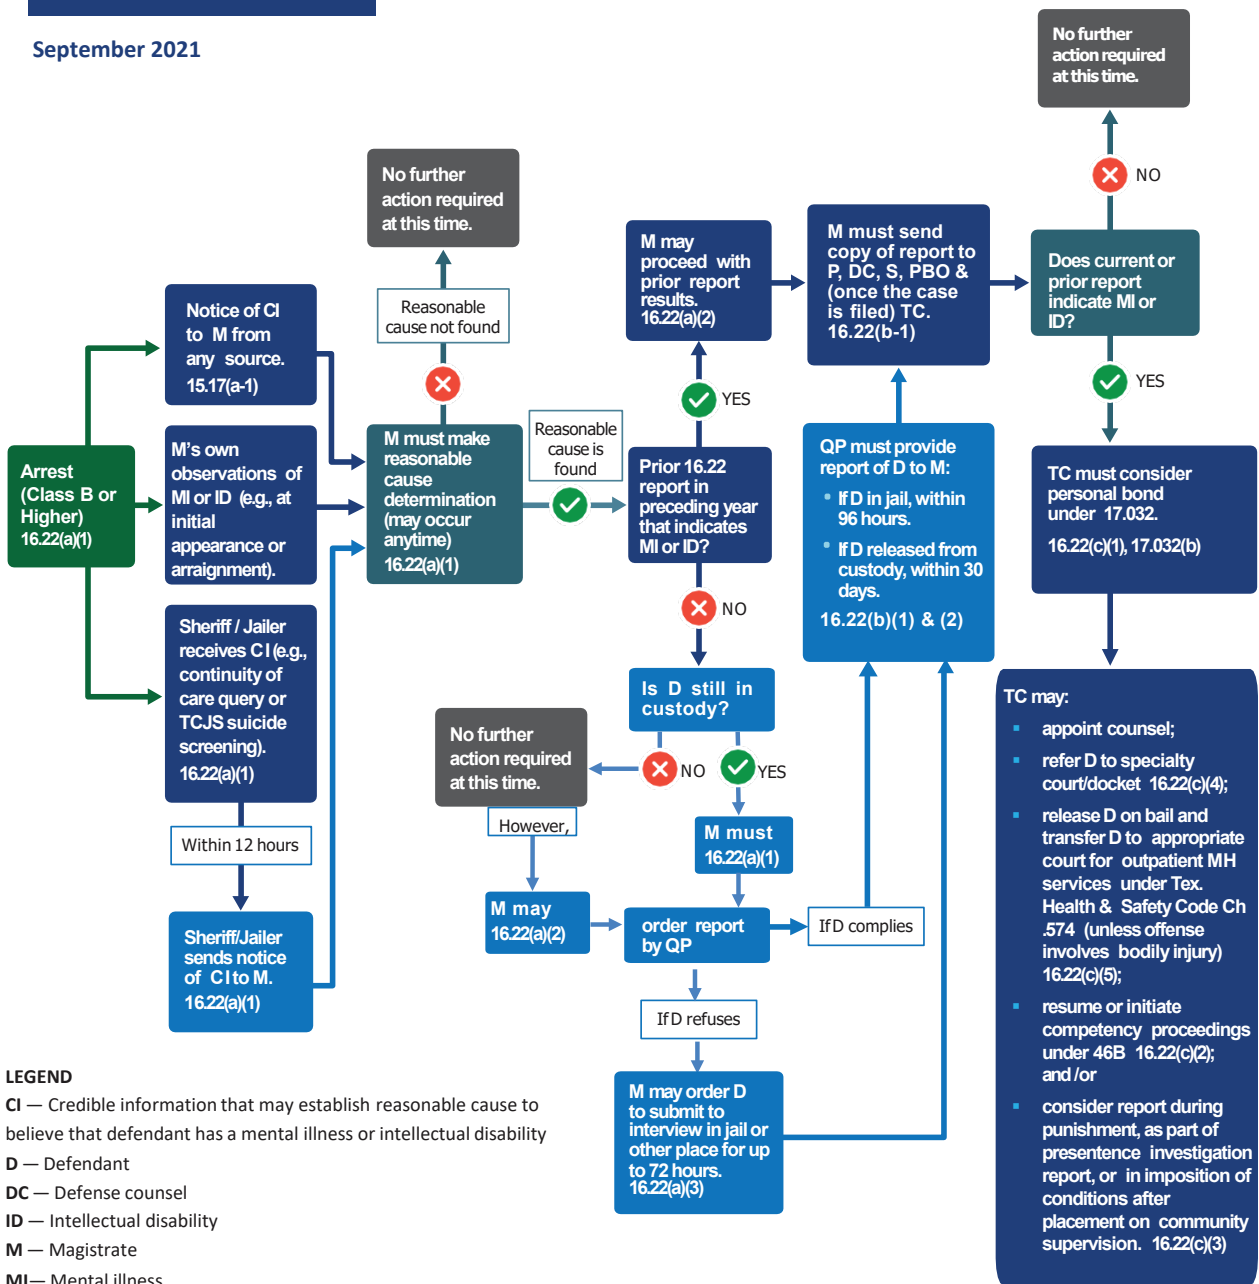 September 2021
No further
action required
at this time.
NO
No further
action required
at this time.
Reasonable
cause not found
M may
proceed with
prior report
results.
16.22(a)(2)
M must send
copy of report to
P, DC, S, PBO &
(once the case
is filed) TC.
16.22(b-1)
Does current or
prior report
indicate MI or
ID?
YES
Notice of CI
to M from
any source.
15.17(a-1)
YES
Arrest
(Class B or
Higher)
16.22(a)(1)
M's own
observations of
MI or ID (e.g., at
initial
appearance or
arraignment).
M must make
reasonable
cause
determination
(may occur
anytime)
16.22(a)(1)
Reasonable
cause is
found
Prior 16.22
report in
preceding year
that indicates
MI or ID?
NO
QP must provide
report of D to M:
• If D in jail, within
96 hours.
• If D released from
custody, within 30
days.
16.22(b)(1) & (2)
TC must consider
personal bond
under 17.032.
16.22(c)(1), 17.032(b)
Sheriff / Jailer
receives CI (e.g.,
continuity of
care query or
TCJS suicide
screening).
16.22(a)(1)
Within 12 hours
Sheriff/Jailer
sends notice
of CI to M.
16.22(a)(1)
Is D still in
custody?
NO
YES
No further
action required
at this time.
However,
M may
16.22(a)(2)
M must
16.22(a)(1)
order report
by QP
If D complies
If D refuses
M may order D
to submit to
interview in jail or
other place for up
to 72 hours.
16.22(a)(3)
TC may:
▪ appoint counsel;
▪ refer D to specialty
court/docket 16.22(c)(4);
▪ release D on bail and
transfer D to appropriate
court for outpatient MH
services under Tex.
Health & Safety Code Ch
.574 (unless offense
involves bodily injury)
16.22(c)(5);
▪ resume or initiate
competency proceedings
under 46B 16.22(c)(2);
and /or
▪ consider report during
punishment, as part of
presentence investigation
report, or in imposition of
conditions after
placement on community
supervision. 16.22(c)(3)
LEGEND
CI — Credible information that may establish reasonable cause to
believe that defendant has a mental illness or intellectual disability
D — Defendant
DC — Defense counsel
ID — Intellectual disability
M — Magistrate
MI— Mental illness